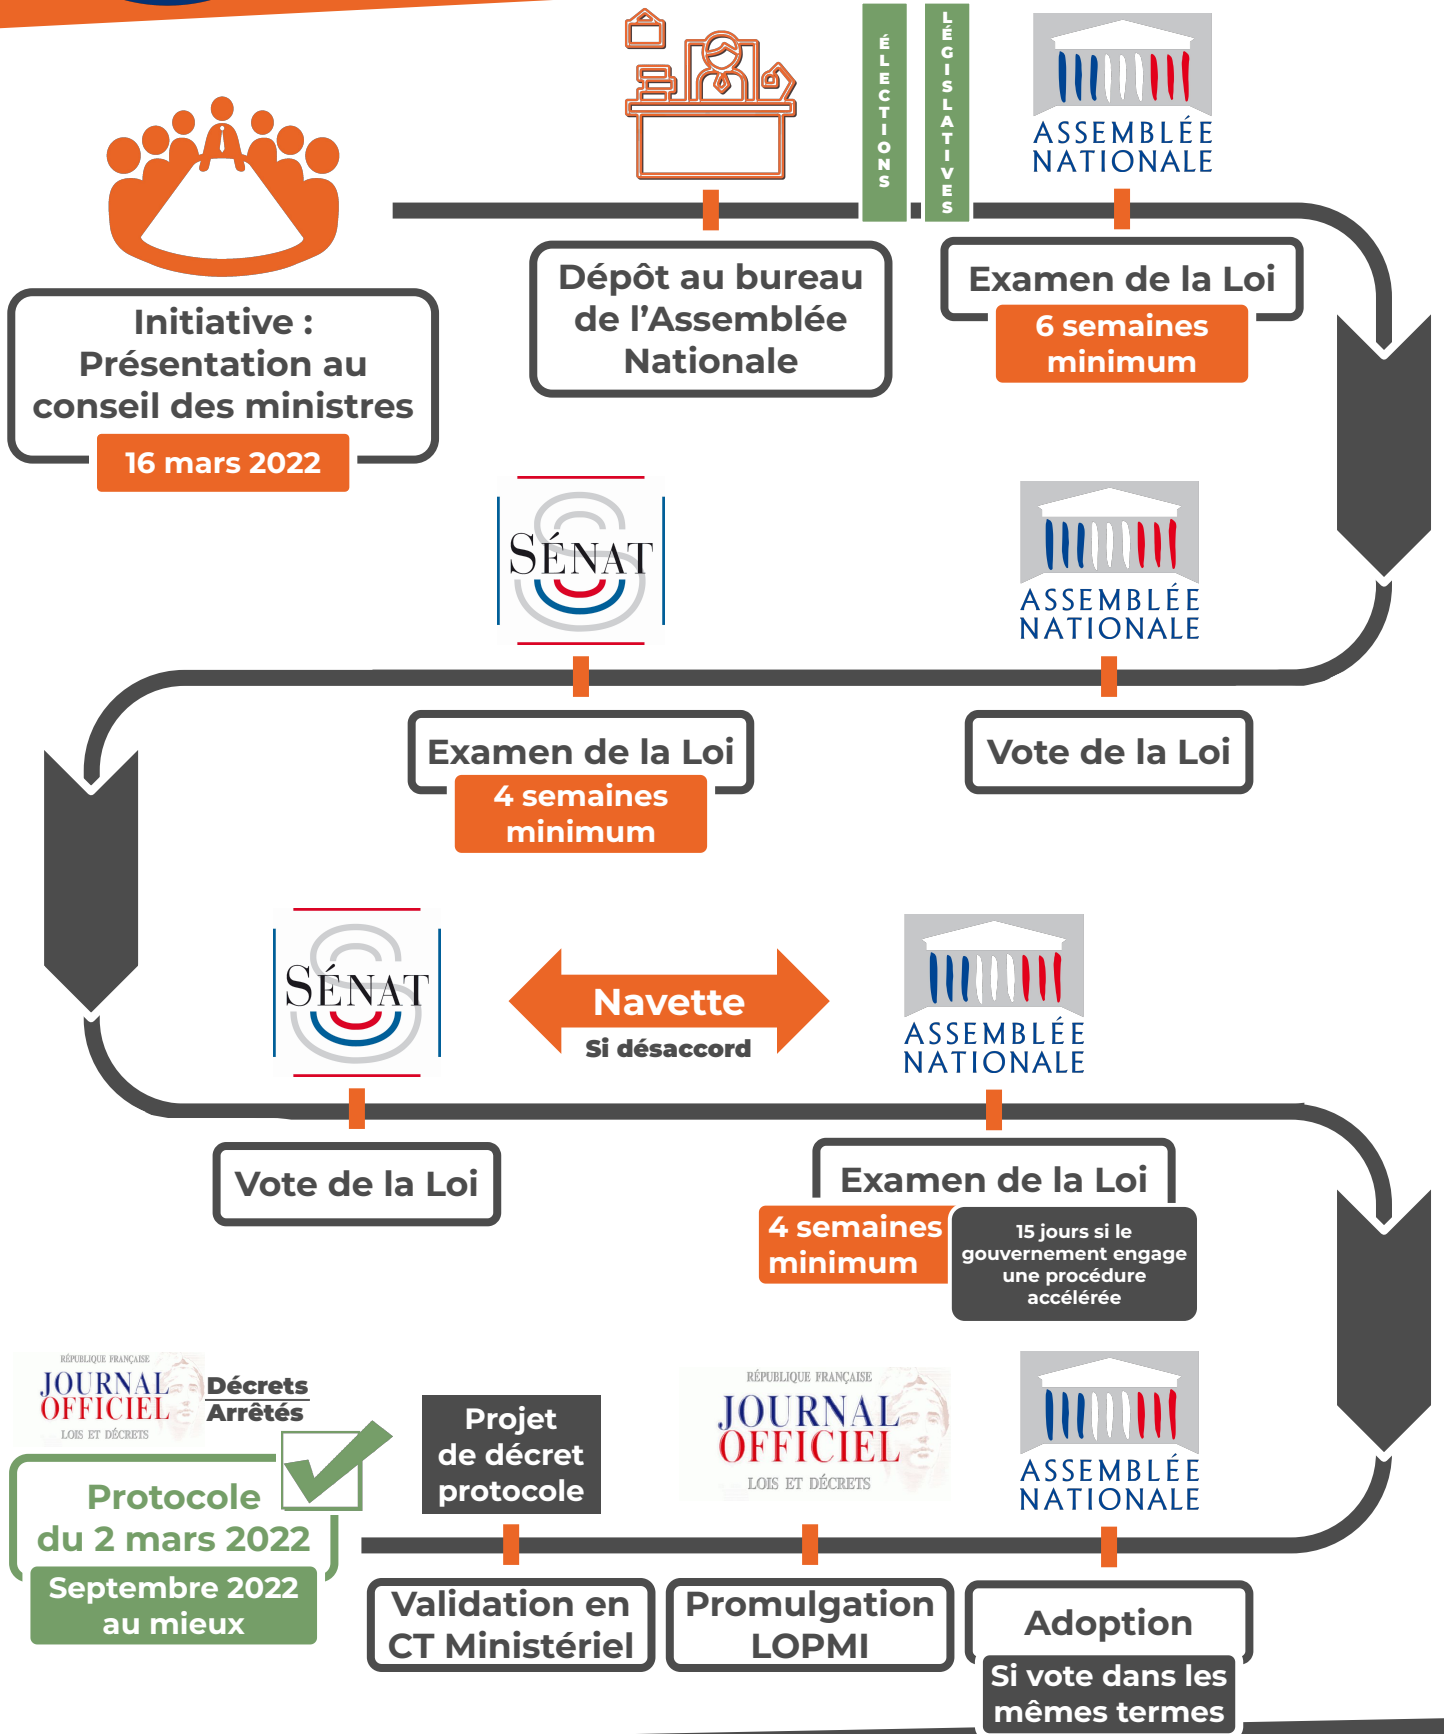 Initiative :
Présentation au
conseil des ministres
16 mars 2022
Dépôt au bureau
de l'Assemblée
Nationale
ÉLECTIONS
LÉGISLATIVES
ASSEMBLÉE
NATIONALE
Examen de la Loi
6 semaines
minimum
ASSEMBLÉE
NATIONALE
Vote de la Loi
SÉNAT
Examen de la Loi
4 semaines
minimum
SÉNAT
Vote de la Loi
Navette
Si désaccord
ASSEMBLÉE
NATIONALE
Examen de la Loi
4 semaines
minimum
15 jours si le
gouvernement engage
une procédure
accélérée
ASSEMBLÉE
NATIONALE
Adoption
Si vote dans les
mêmes termes
RÉPUBLIQUE FRANÇAISE
JOURNAL
OFFICIEL
LOIS ET DÉCRETS
Promulgation
LOPMI
Projet
de décret
protocole
Validation en
CT Ministériel
RÉPUBLIQUE FRANÇAISE
JOURNAL
OFFICIEL
LOIS ET DÉCRETS
Décrets
Arrêtés
Protocole
du 2 mars 2022
Septembre 2022
au mieux